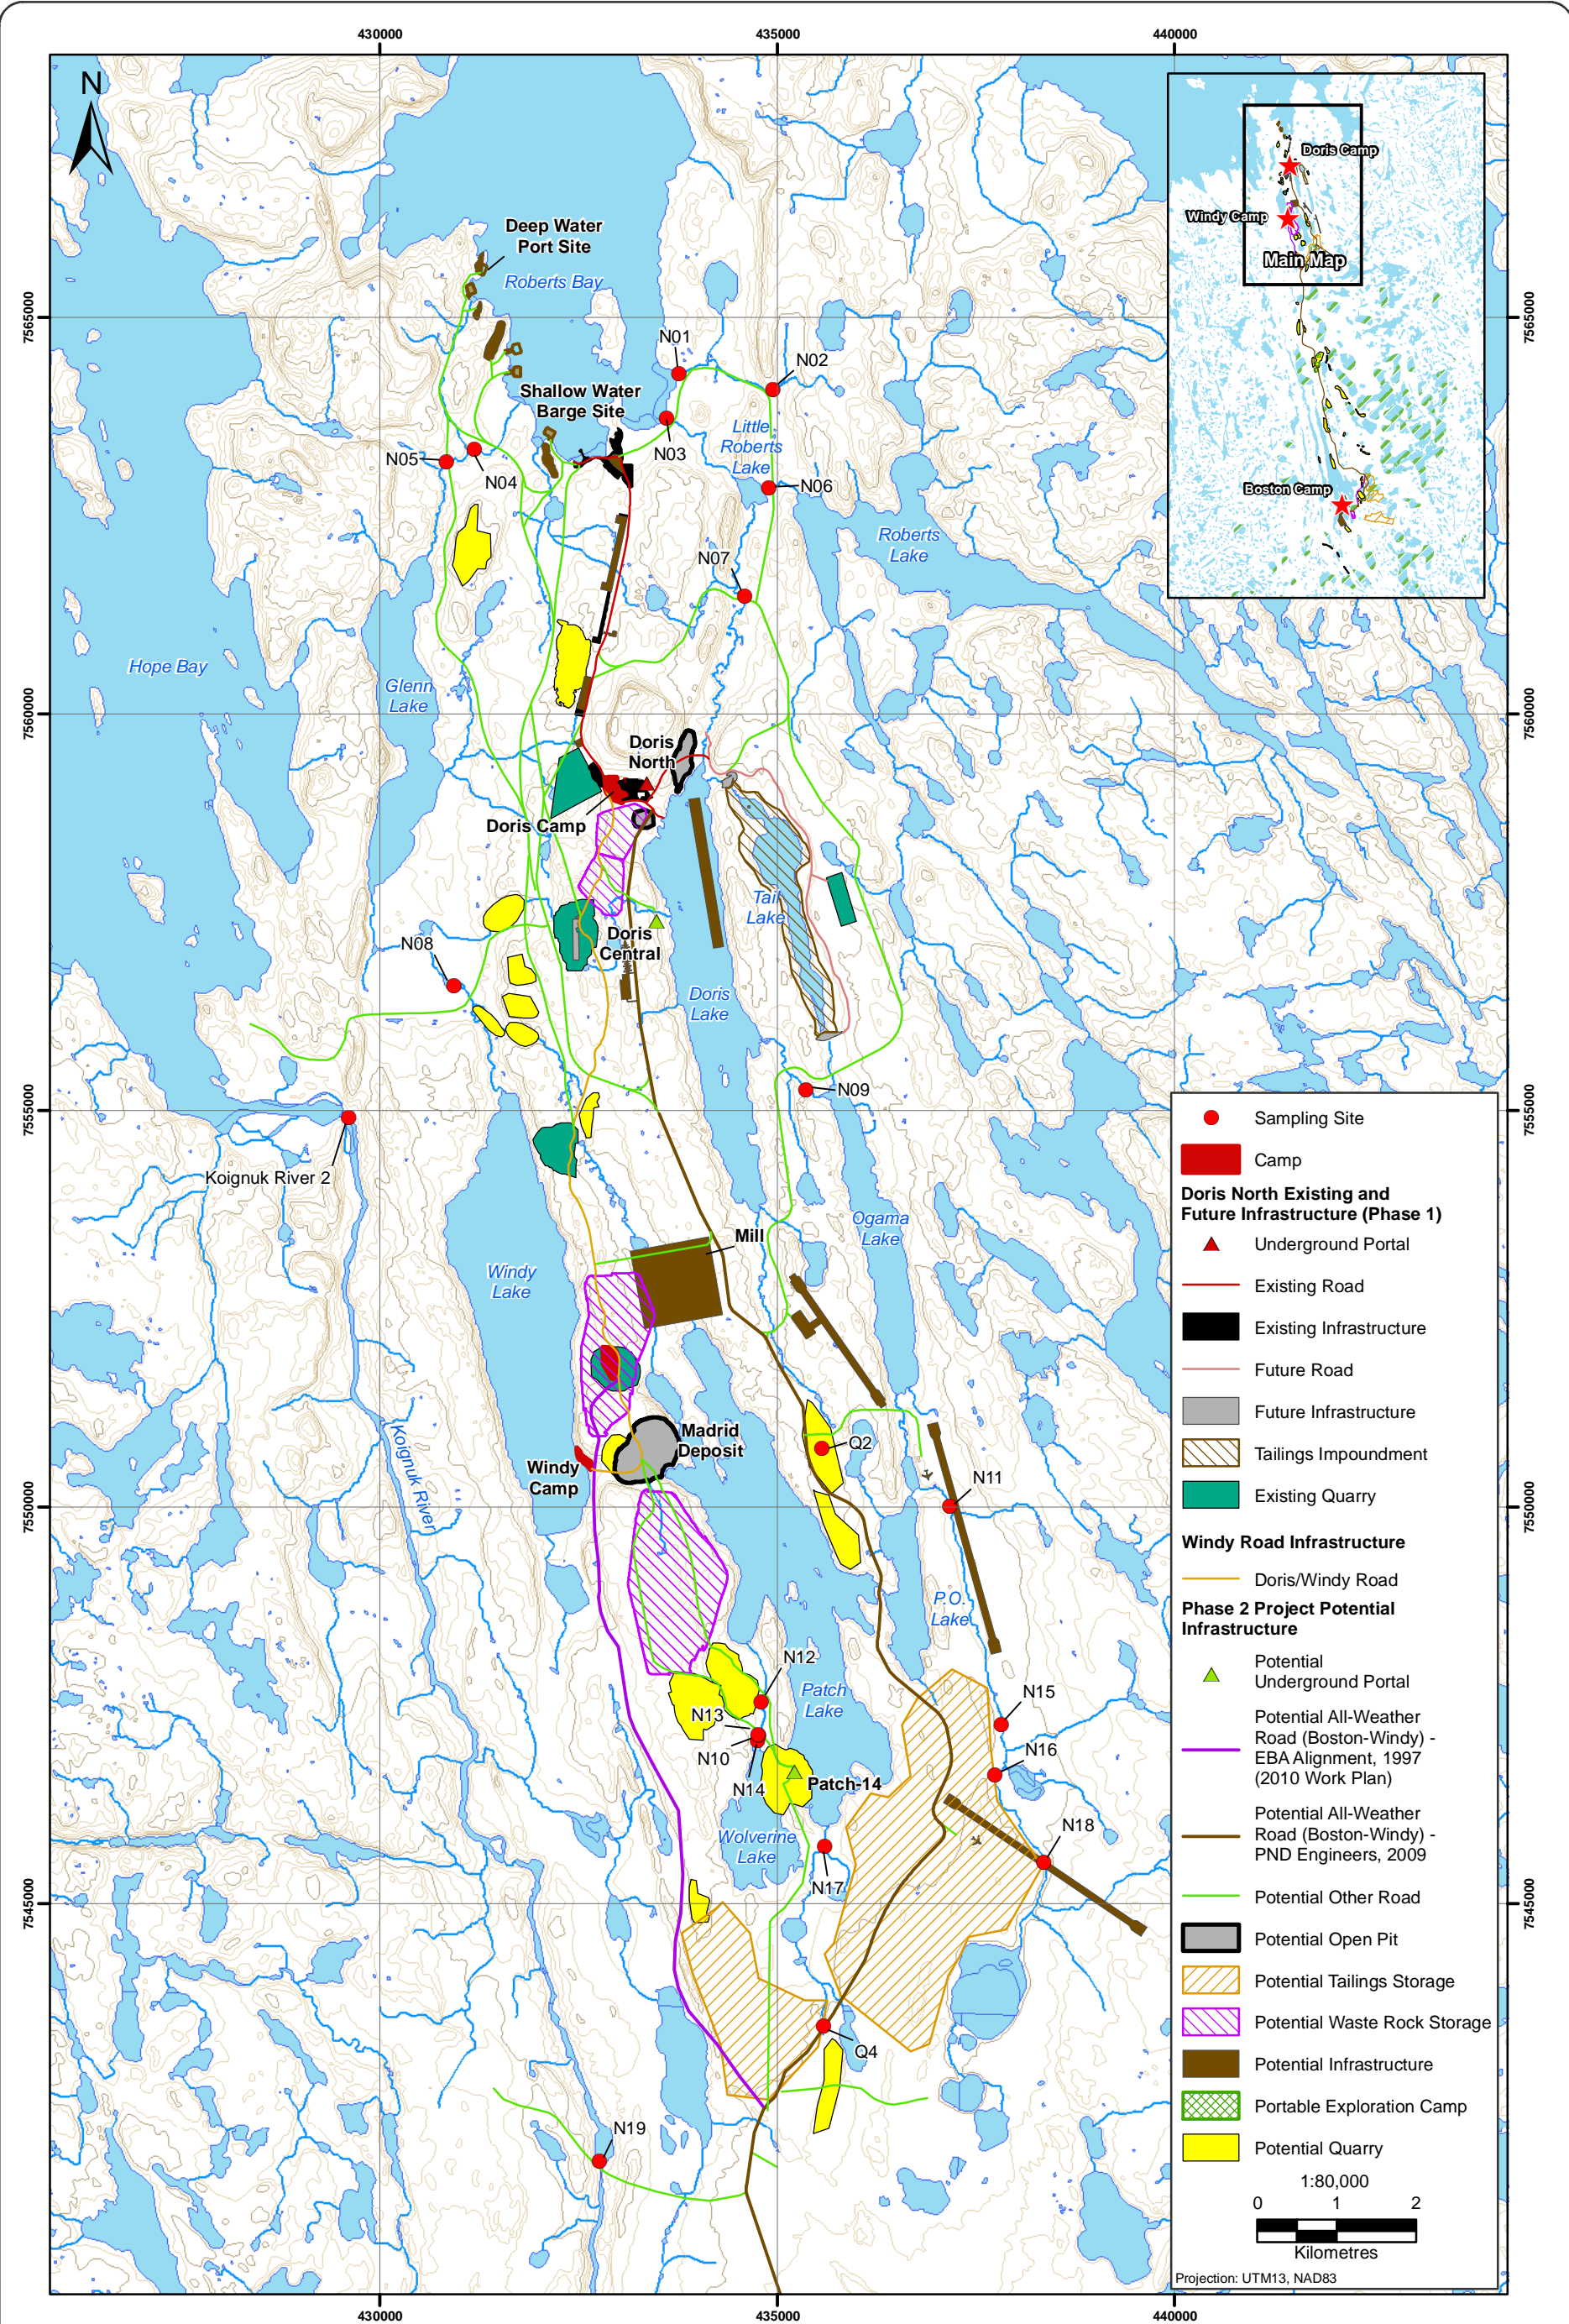 430000
435000
440000
N
Doris Camp
Windy Camp
Main Map
Boston Camp
Deep Water
Port Site
Roberts Bay
7565000
7565000
N01
N02
Shallow Water
Barge Site
Little
Roberts
Lake
N03
N05
N04
N06
Roberts
Lake
N07
Hope Bay
Glenn
Lake
7560000
7560000
Doris
North
Doris Camp
Tail
Lake
Doris
Central
N08
Doris
Lake
N09
7555000
7555000
Koignuk River 2
Ogama
Lake
Mill
Windy
Lake
Koignuk River
Madrid
Deposit
Windy
Camp
Q2
N11
7550000
7550000
P.O.
Lake
N12
Patch
Lake
N15
N13
N10
N14
N16
Patch-14
Wolverine
Lake
N18
N17
7545000
7545000
Q4
N19
Sampling Site
Camp
Doris North Existing and
Future Infrastructure (Phase 1)
Underground Portal
Existing Road
Existing Infrastructure
Future Road
Future Infrastructure
Tailings Impoundment
Existing Quarry
Windy Road Infrastructure
Doris/Windy Road
Phase 2 Project Potential
Infrastructure
Potential
Underground Portal
Potential All-Weather
Road (Boston-Windy) -
EBA Alignment, 1997
(2010 Work Plan)
Potential All-Weather
Road (Boston-Windy) -
PND Engineers, 2009
Potential Other Road
Potential Open Pit
Potential Tailings Storage
Potential Waste Rock Storage
Potential Infrastructure
Portable Exploration Camp
Potential Quarry
1:80,000
0 1 2
Kilometres
Projection: UTM13, NAD83
430000
435000
440000